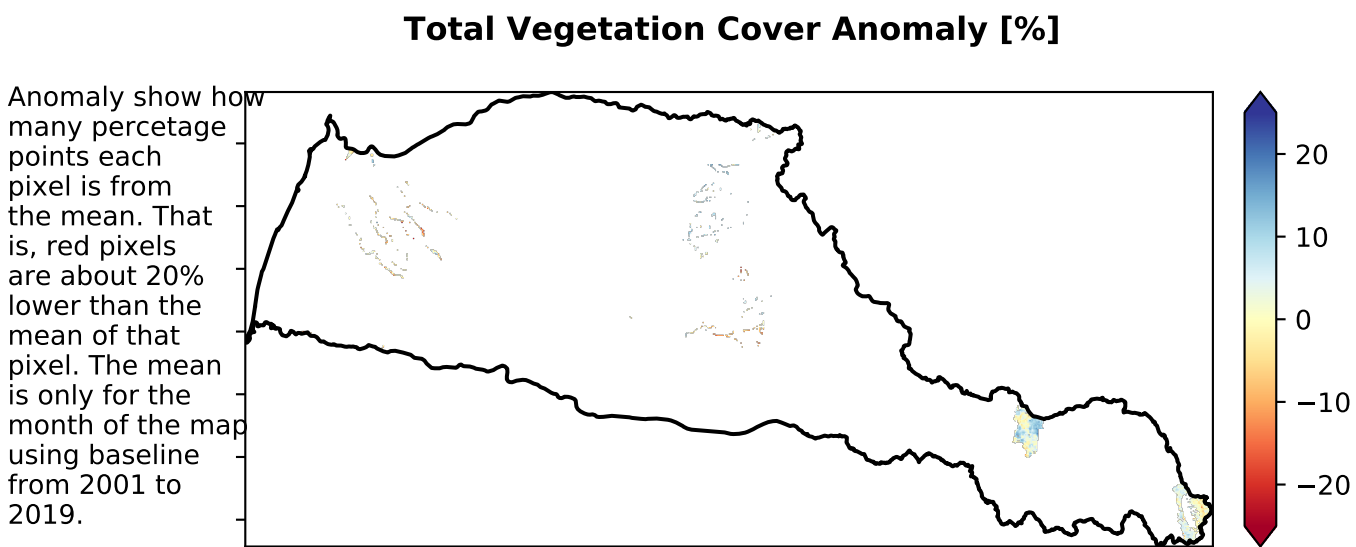 Total Vegetation Cover Anomaly [%]
Anomaly show how
many percetage
points each
pixel is from
the mean. That
is, red pixels
are about 20%
lower than the
mean of that
pixel. The mean
is only for the
month of the map
using baseline
from 2001 to
2019.
20
10
0
−10
−20